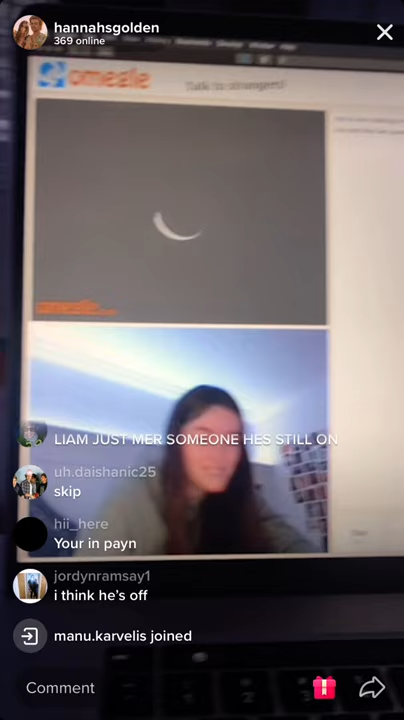 hannahsgolden
369 online
omegle
Talk to strangers!
omegle
LIAM JUST MER SOMEONE HES STILL ON
uh.daishanic25
skip
hii_here
Your in payn
jordynramsay1
i think he's off
manu.karvelis joined
Comment